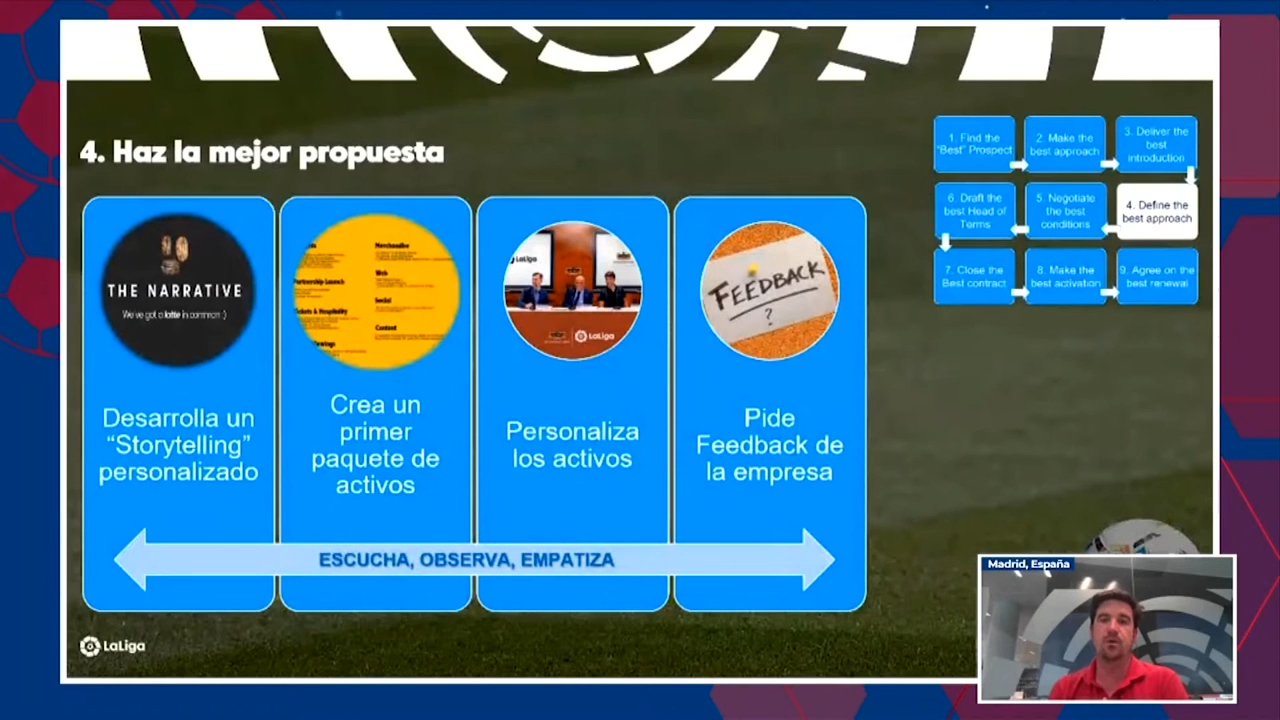 4. Haz la mejor propuesta
1. Find the
"Best" Prospect
2. Make the
best approach
3. Deliver the
best
introduction
6. Draft the
best Head of
Terms
5. Negotiate
the best
conditions
4. Define the
best approach
7. Close the
Best contract
8. Make the
best activation
9. Agree on the
best renewal
THE NARRATIVE
We've got a latte in common :)
Desarrolla un
“Storytelling”
personalizado
Merchandise
Partnership Launch
Web
Social
Tickets & Hospitality
Content
Crea un
primer
paquete de
activos
LaLiga
LaLiga
Personaliza
los activos
FEEDBACK
?
Pide
Feedback de
la empresa
ESCUCHA, OBSERVA, EMPATIZA
LaLiga
Madrid, España